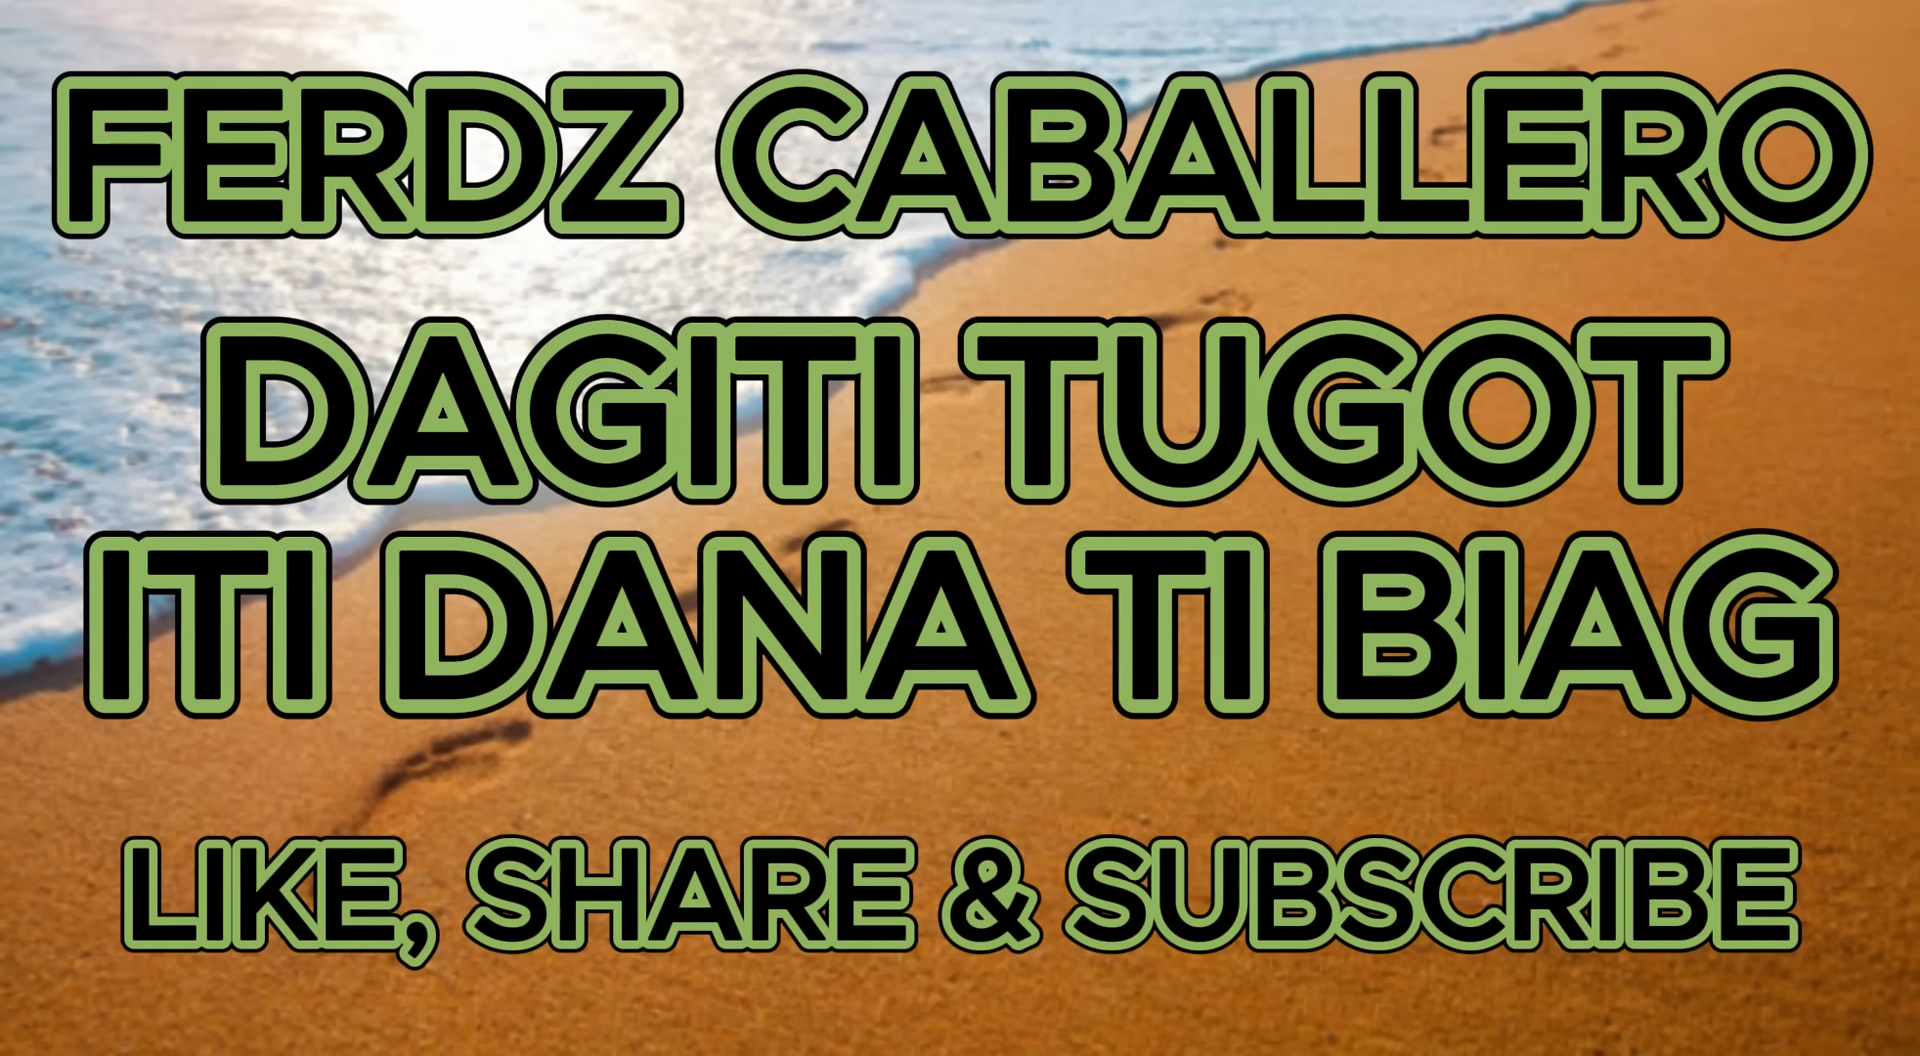 FERDZ CABALLERO
DAGITI TUGOT
ITI DANA TI BIAG
LIKE, SHARE & SUBSCRIBE